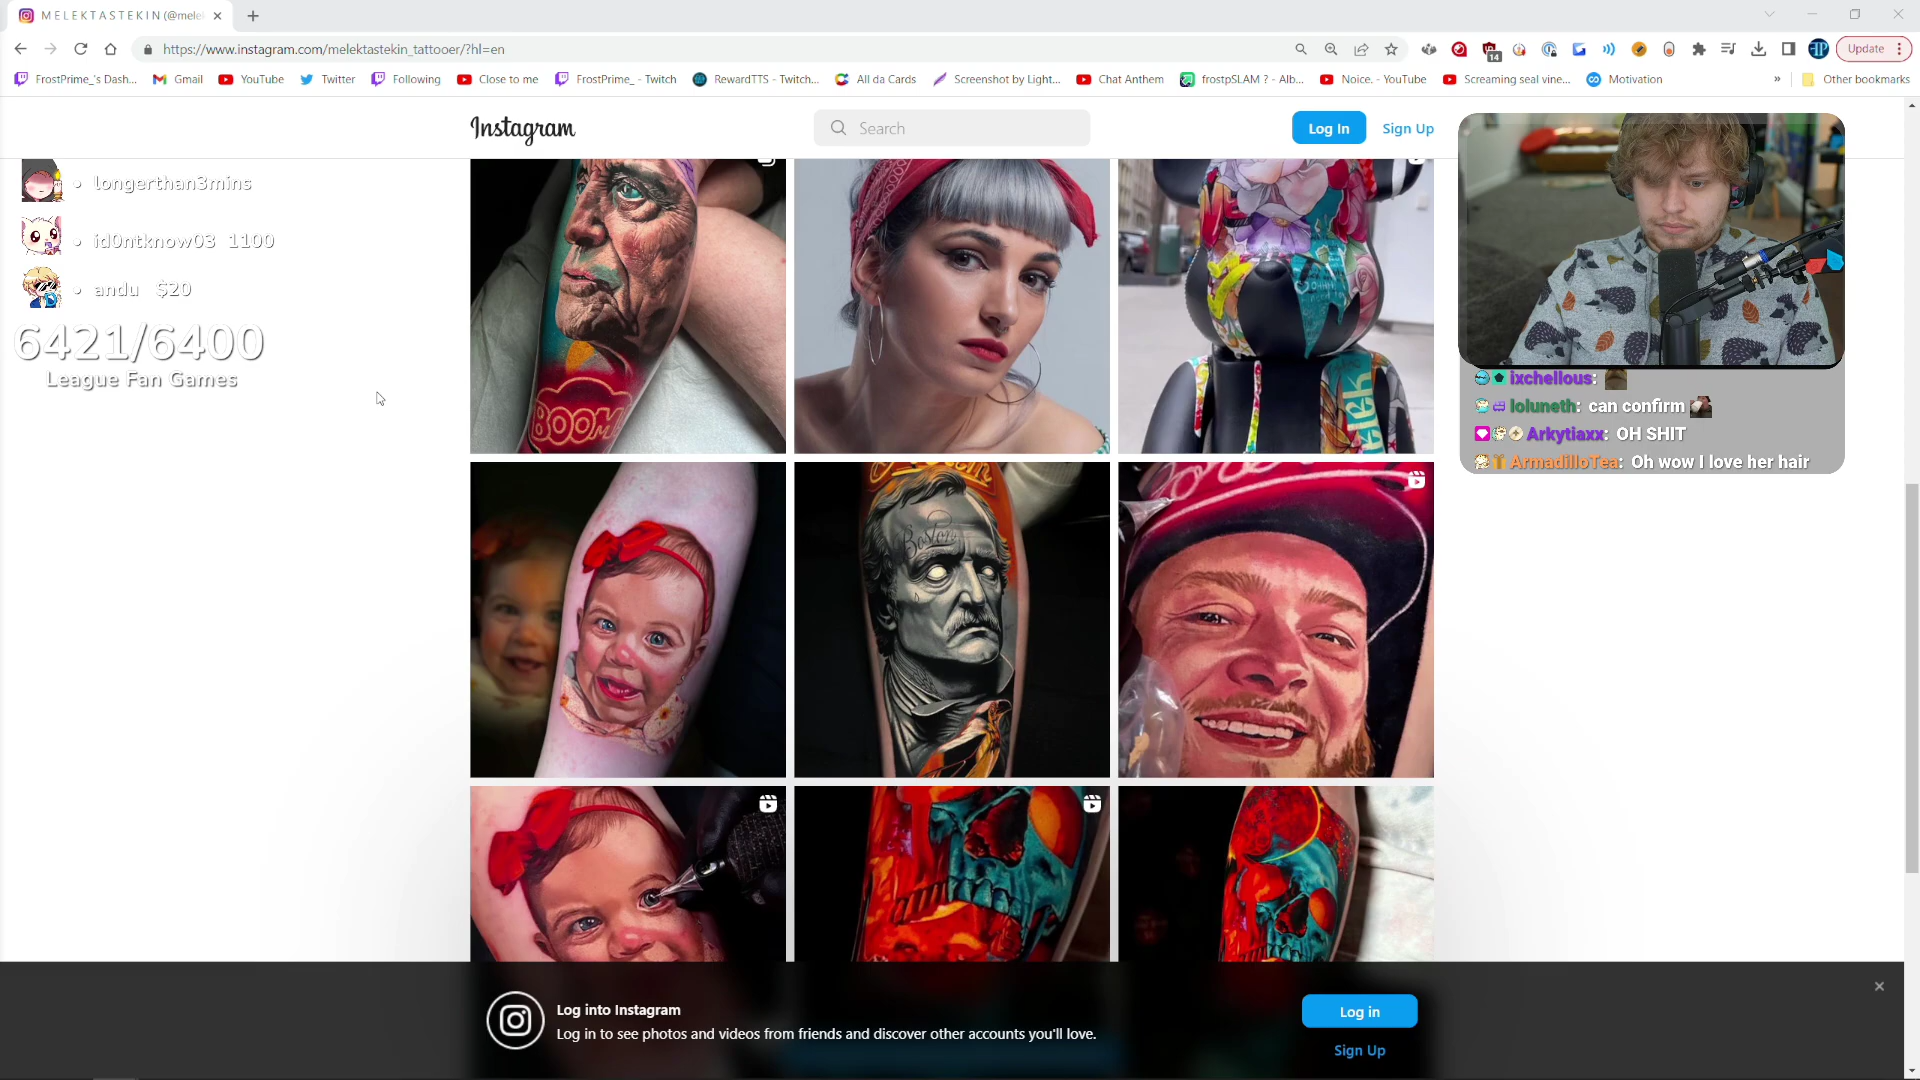 M E L E K T A S T E K I N (@mele
https://www.instagram.com/melektastekin_tattooer/?hl=en
14
Update
FrostPrime_'s Dash...
Gmail
YouTube
Twitter
Following
Close to me
FrostPrime_ - Twitch
RewardTTS - Twitch...
All da Cards
Screenshot by Light...
Chat Anthem
frostpSLAM ? - Alb...
Noice. - YouTube
Screaming seal vine...
Motivation
»
Other bookmarks
Instagram
Search
Log In
Sign Up
longerthan3mins
id0ntknow03 1100
andu $20
6421/6400
League Fan Games
BOOM
Boston
ixchellous:
loluneth: can confirm
Arkytiaxx: OH SHIT
ArmadilloTea: Oh wow I love her hair
Log into Instagram
Log in to see photos and videos from friends and discover other accounts you'll love.
Log in
Sign Up